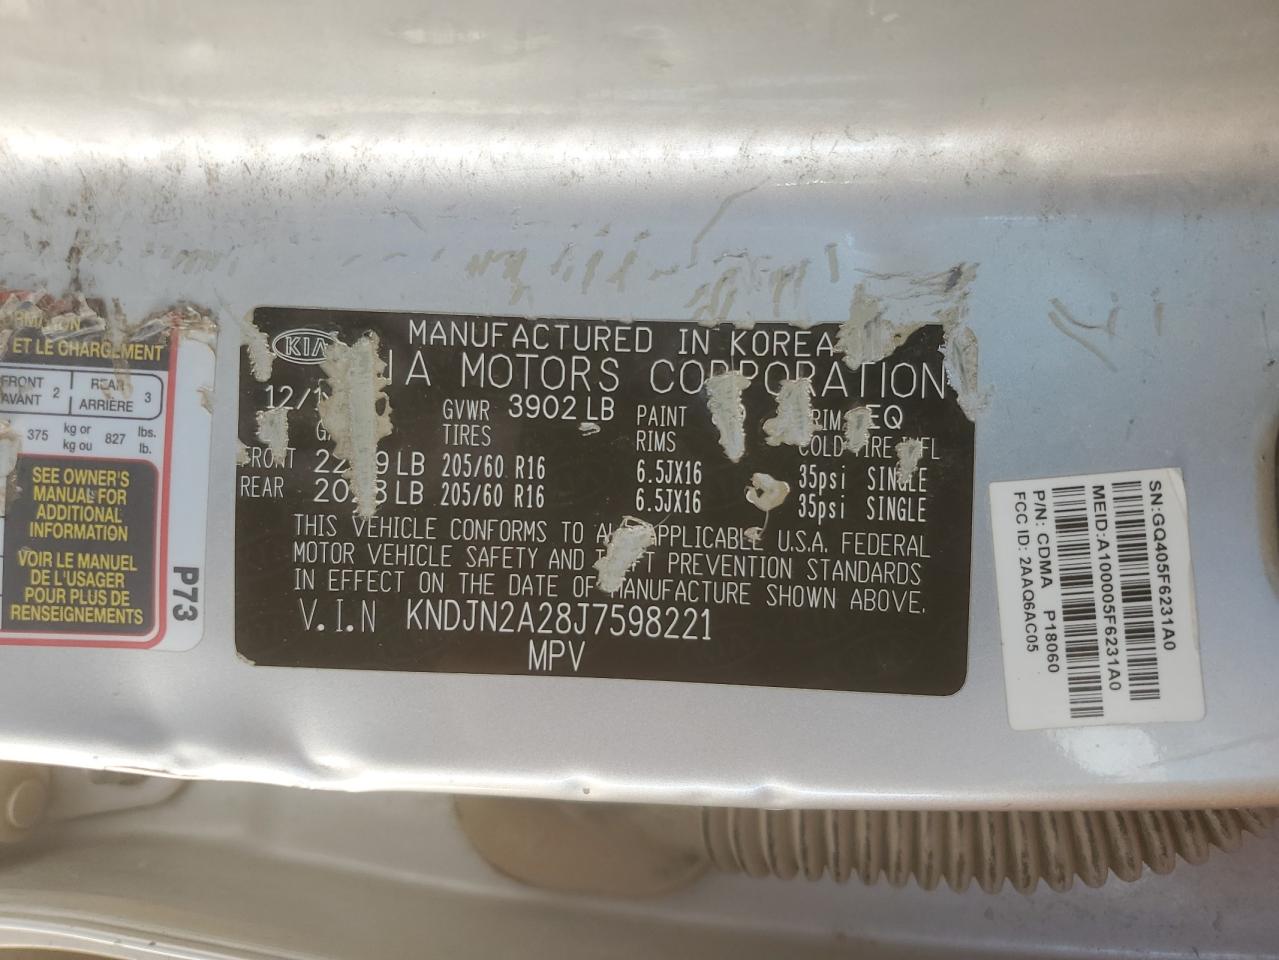 ET LE CHARGEMENT
FRONT
AVANT 2
REAR
ARRIÈRE 3
375 kg or
kg ou 827 lbs.
lb.
SEE OWNER'S
MANUAL FOR
ADDITIONAL
INFORMATION
VOIR LE MANUEL
DE L'USAGER
POUR PLUS DE
RENSEIGNEMENTS
P73
KIA
MANUFACTURED IN KOREA
MOTORS CORPORATION
GVWR 3902 LB PAINT EQ
TIRES RIMS
FRONT LB 205/60 R16 6.5JX16 35psi SINGLE
REAR LB 205/60 R16 6.5JX16 35psi SINGLE
THIS VEHICLE CONFORMS TO ALL APPLICABLE U.S.A. FEDERAL
MOTOR VEHICLE SAFETY AND THEFT PREVENTION STANDARDS
IN EFFECT ON THE DATE OF MANUFACTURE SHOWN ABOVE.
V.I.N KNDJN2A28J7598221
MPV
SN:GQ405F6231A0
MEID:A100005F6231A0
P/N: CDMA P18060
FCC ID: 2AAQ6AC05